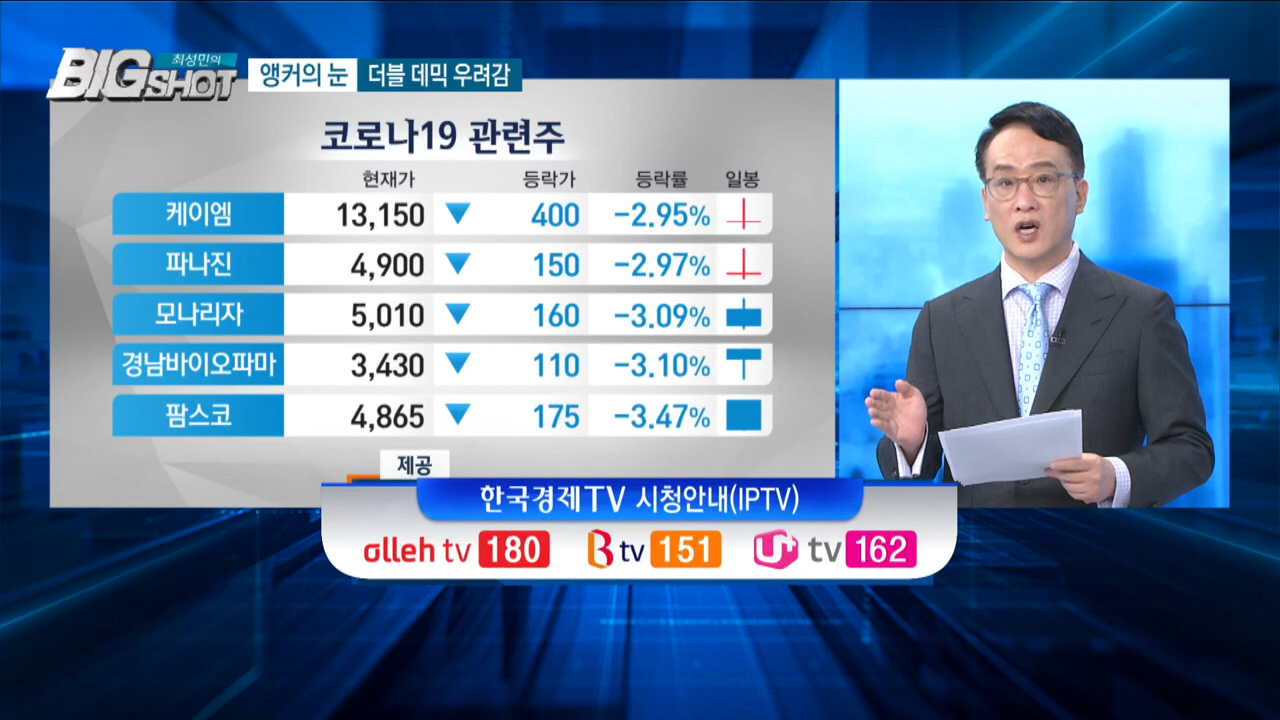 최성민의
BIG SHOT
앵커의 눈 더블 데믹 우려감
코로나19 관련주
현재가 등락가 등락률 일봉
케이엠 13,150 ▼ 400 -2.95%
파나진 4,900 ▼ 150 -2.97%
모나리자 5,010 ▼ 160 -3.09%
경남바이오파마 3,430 ▼ 110 -3.10%
팜스코 4,865 ▼ 175 -3.47%
제공
한국경제TV 시청안내(IPTV)
olleh tv 180 B tv 151 U+ tv 162